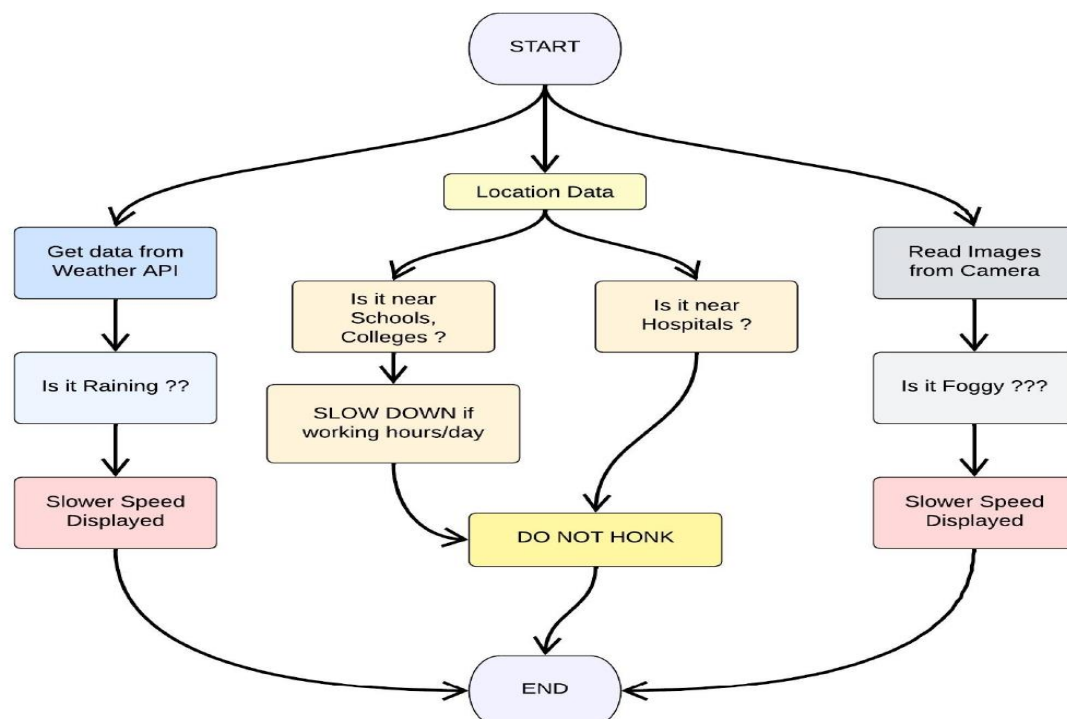 START
Location Data
Get data from
Weather API
Read Images
from Camera
Is it near
Schools,
Colleges ?
Is it near
Hospitals ?
Is it Raining ??
Is it Foggy ???
SLOW DOWN if
working hours/day
Slower Speed
Displayed
DO NOT HONK
Slower Speed
Displayed
END